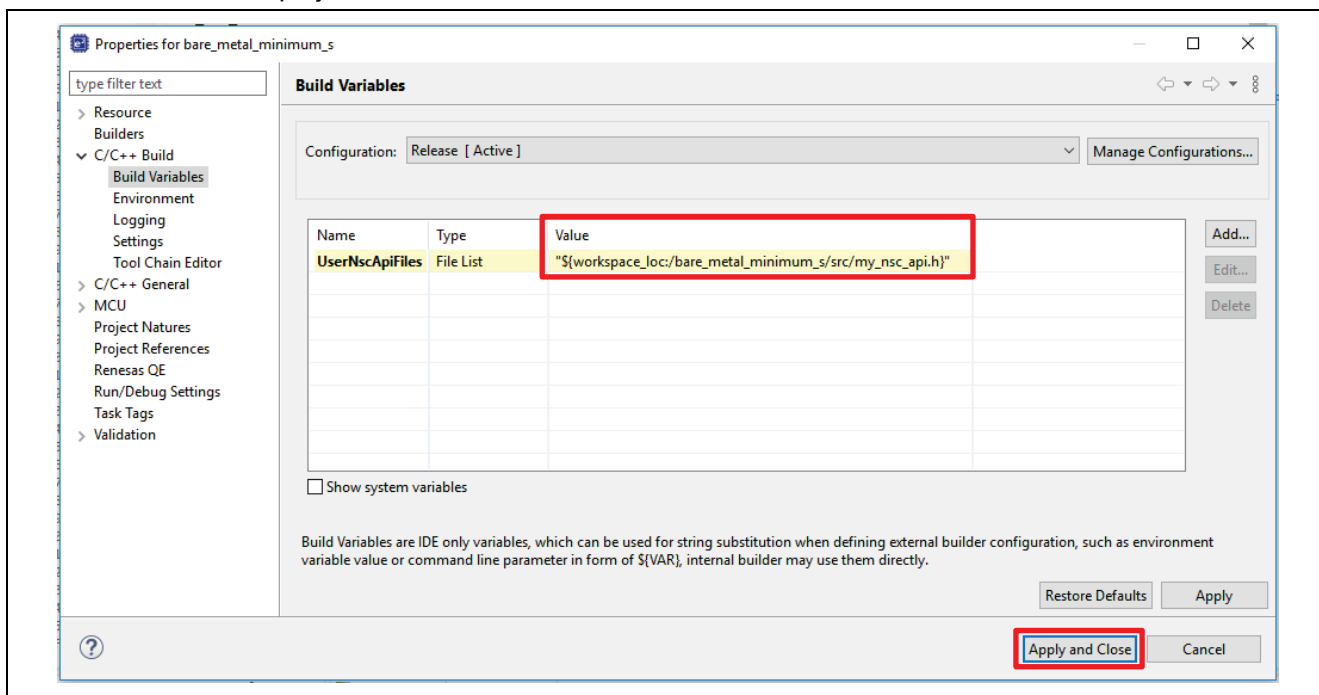 Properties for bare_metal_minimum_s
type filter text
Resource
Builders
C/C++ Build
Build Variables
Environment
Logging
Settings
Tool Chain Editor
C/C++ General
MCU
Project Natures
Project References
Renesas QE
Run/Debug Settings
Task Tags
Validation
Build Variables
Configuration: Release [ Active ] Manage Configurations...
Name Type Value
UserNscApiFiles File List "${workspace_loc:/bare_metal_minimum_s/src/my_nsc_api.h}"
Add...
Edit...
Delete
Show system variables
Build Variables are IDE only variables, which can be used for string substitution when defining external builder configuration, such as environment
variable value or command line parameter in form of ${VAR}, internal builder may use them directly.
Restore Defaults Apply
Apply and Close Cancel